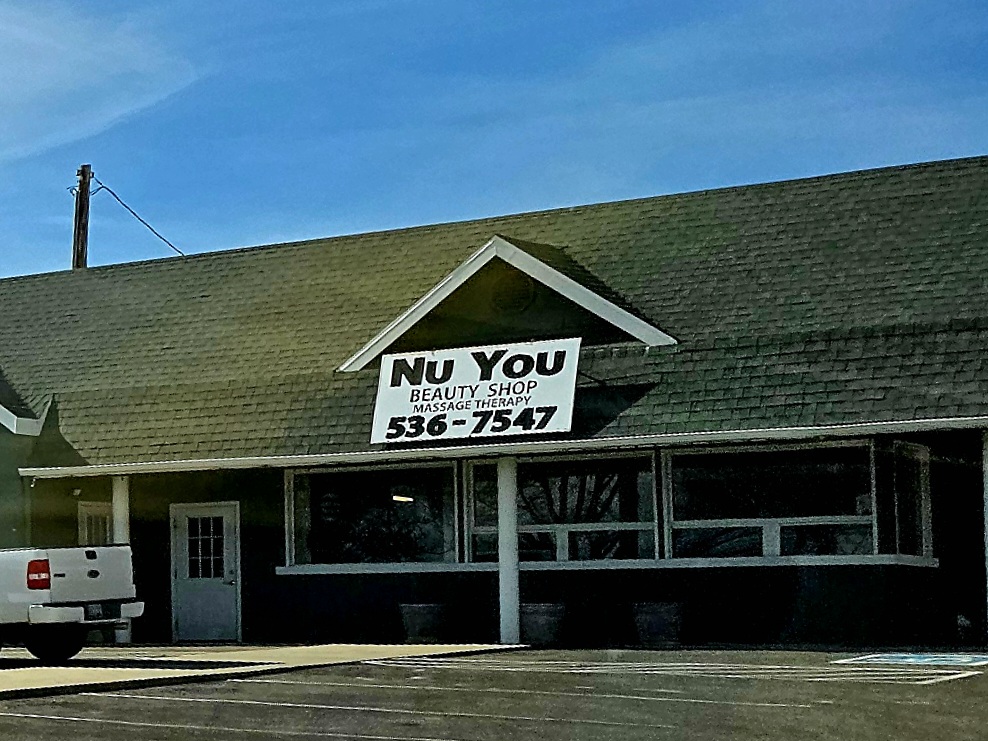 Nu You
BEAUTY SHOP
MASSAGE THERAPY
536-7547